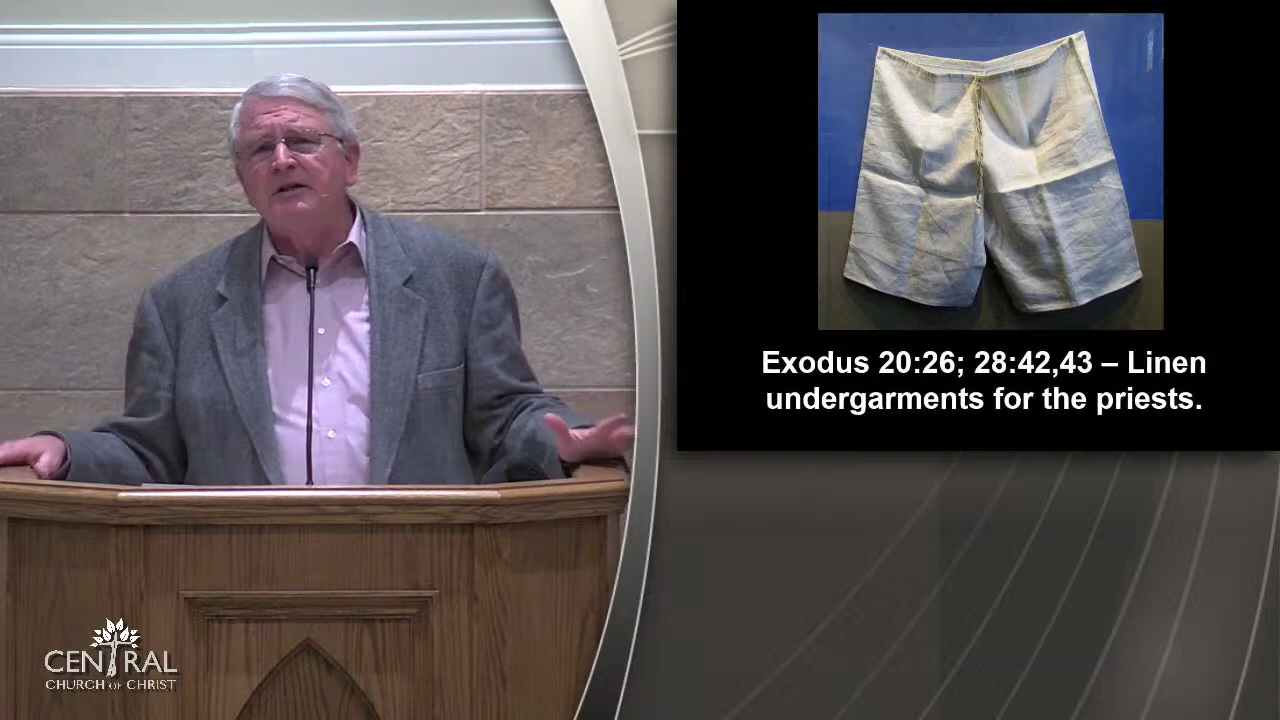 Exodus 20:26; 28:42,43 – Linen
undergarments for the priests.
CENTRAL
CHURCH OF CHRIST